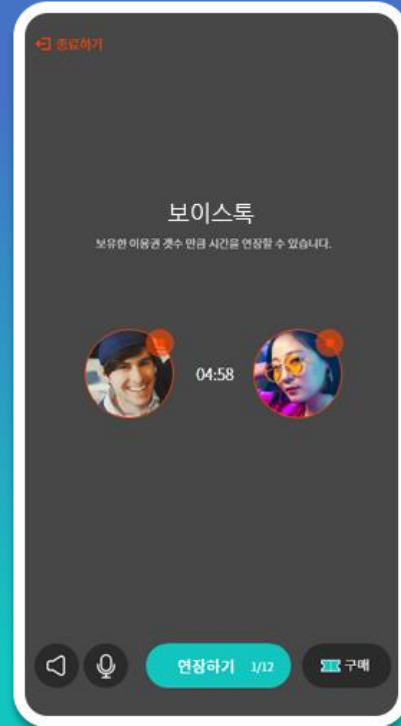 종료하기
보이스톡
보유한 이용권 갯수 만큼 시간을 연장할 수 있습니다.
04:58
연장하기 1/12
구매